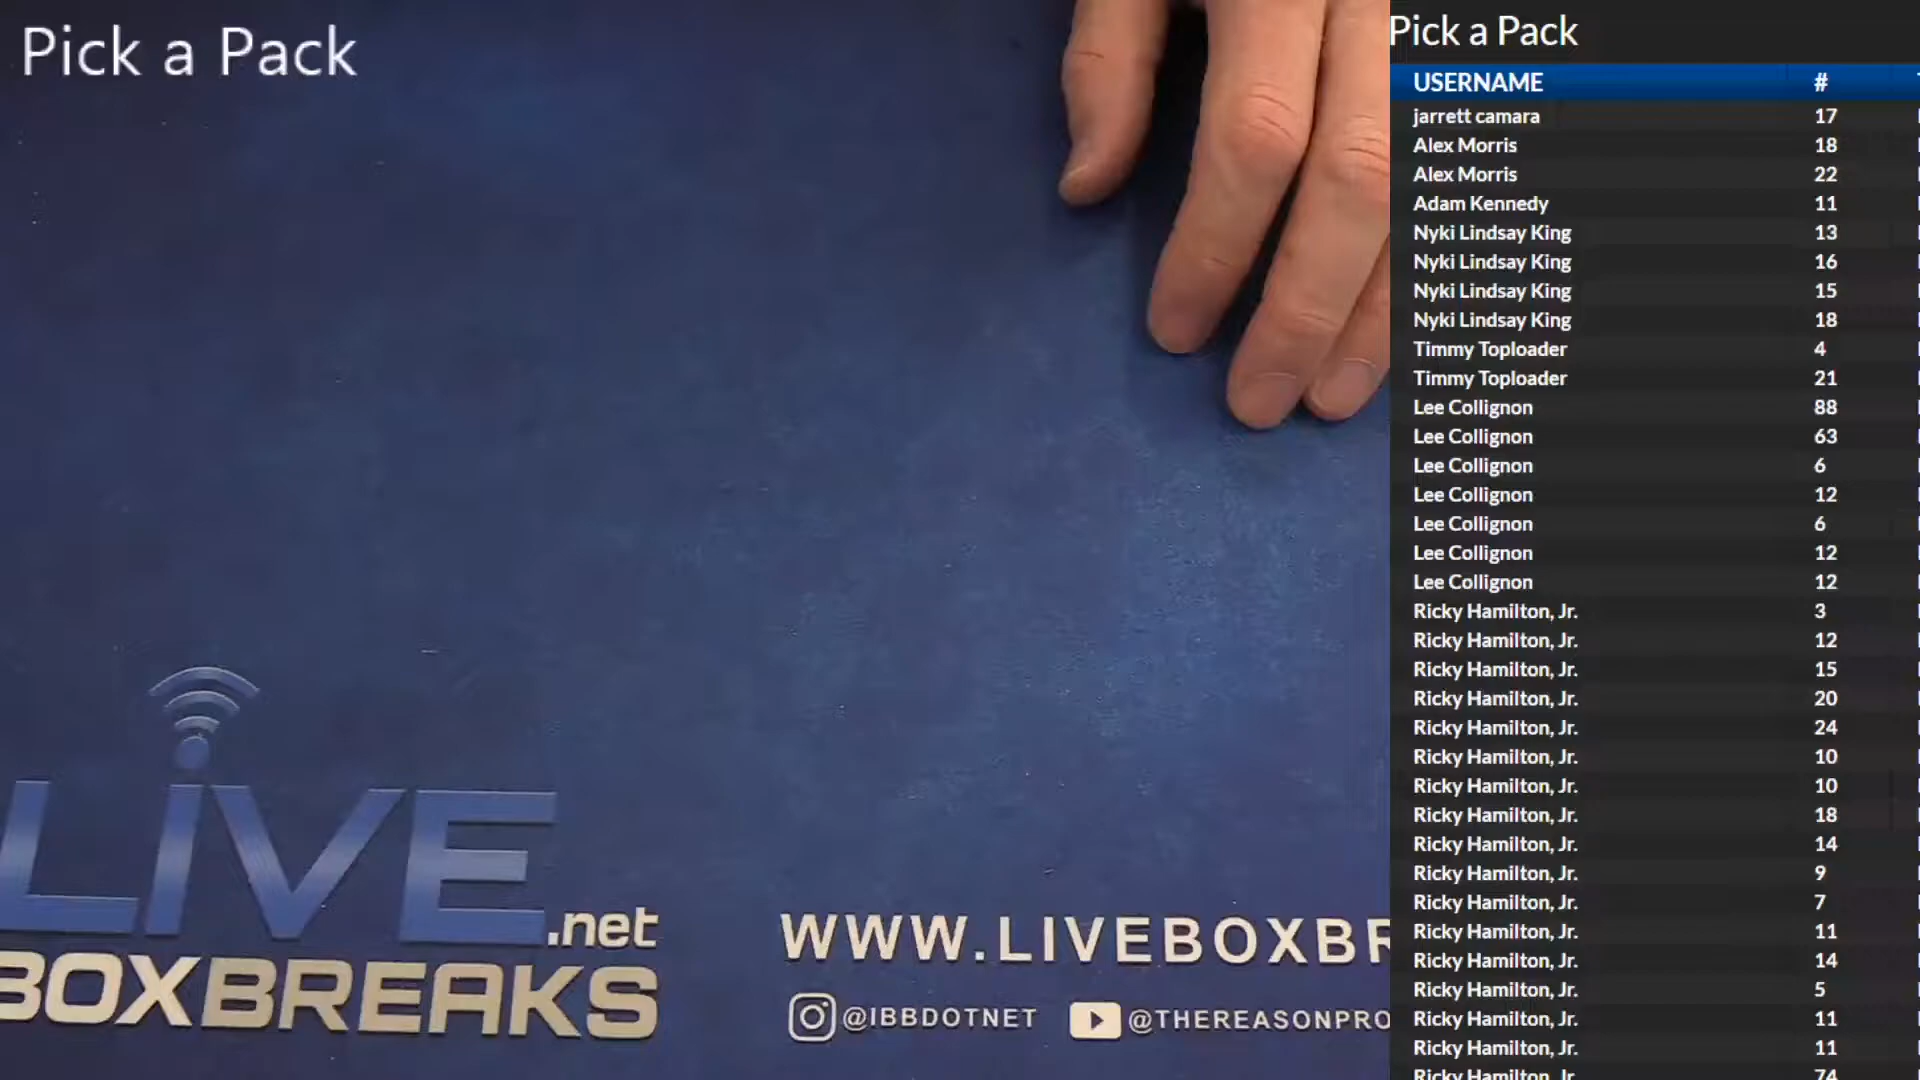 Pick a Pack
LIVE.net
BOXBREAKS
WWW.LIVEBOXBR
@IBBDOTNET @THEREASONPRO
Pick a Pack
USERNAME #
jarrett camara 17
Alex Morris 18
Alex Morris 22
Adam Kennedy 11
Nyki Lindsay King 13
Nyki Lindsay King 16
Nyki Lindsay King 15
Nyki Lindsay King 18
Timmy Toploader 4
Timmy Toploader 21
Lee Collignon 88
Lee Collignon 63
Lee Collignon 6
Lee Collignon 12
Lee Collignon 6
Lee Collignon 12
Lee Collignon 12
Ricky Hamilton, Jr. 3
Ricky Hamilton, Jr. 12
Ricky Hamilton, Jr. 15
Ricky Hamilton, Jr. 20
Ricky Hamilton, Jr. 24
Ricky Hamilton, Jr. 10
Ricky Hamilton, Jr. 10
Ricky Hamilton, Jr. 18
Ricky Hamilton, Jr. 14
Ricky Hamilton, Jr. 9
Ricky Hamilton, Jr. 7
Ricky Hamilton, Jr. 11
Ricky Hamilton, Jr. 14
Ricky Hamilton, Jr. 5
Ricky Hamilton, Jr. 11
Ricky Hamilton, Jr. 11
Ricky Hamilton, Jr. 74